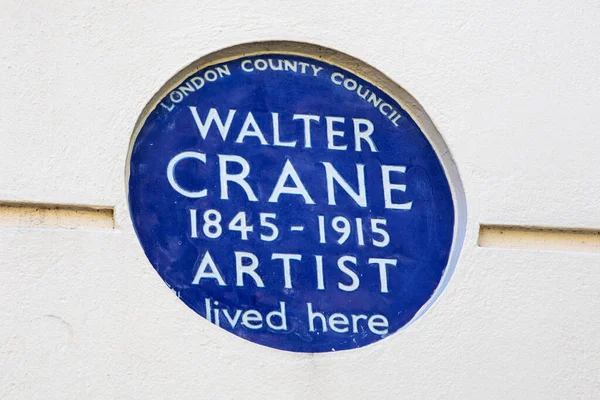 LONDON COUNTY COUNCIL
WALTER
CRANE
1845-1915
ARTIST
lived here